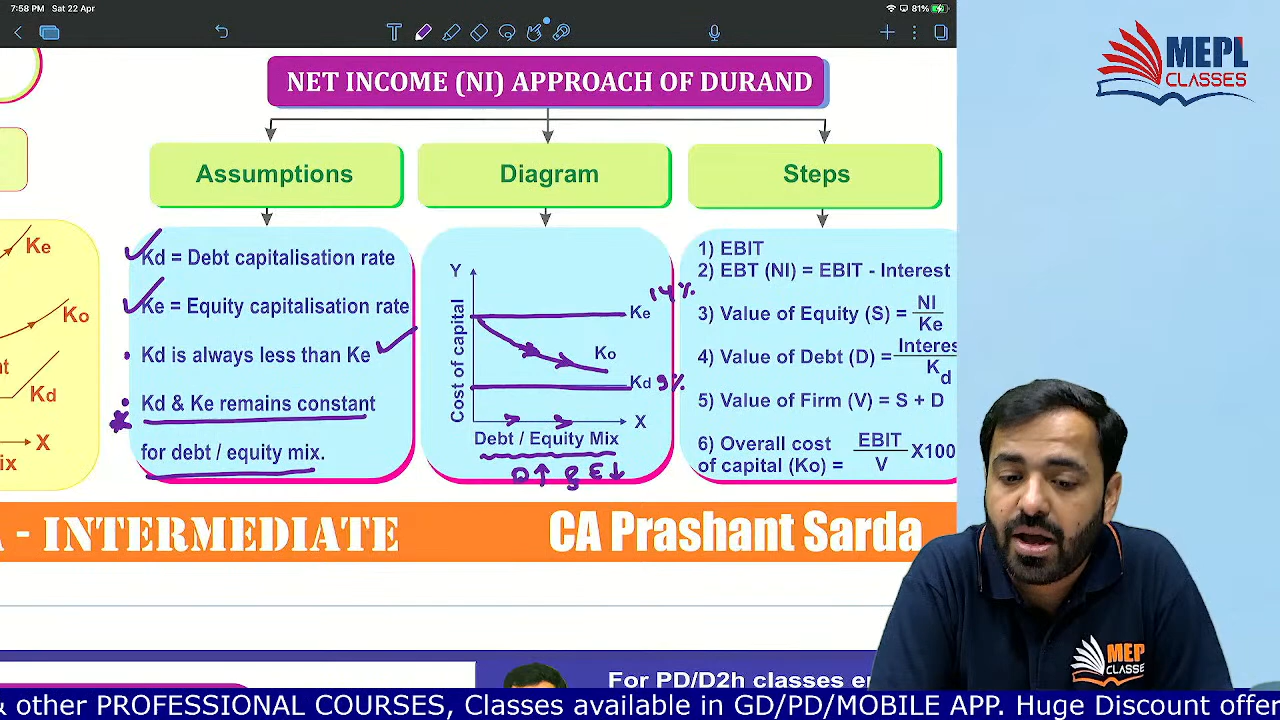 7:58 PM Sat 22 Apr
81%
MEPL
CLASSES
NET INCOME (NI) APPROACH OF DURAND
Assumptions
Diagram
Steps
Ke
Ko
Kd
X
Kd = Debt capitalisation rate
Ke = Equity capitalisation rate
Kd is always less than Ke
Kd & Ke remains constant
for debt / equity mix.
Y
Cost of capital
14%
Ke
Ko
Kd 9%
X
Debt / Equity Mix
D↑ & E↓
1) EBIT
2) EBT (NI) = EBIT - Interest
3) Value of Equity (S) = NI / Ke
4) Value of Debt (D) = Interes / Kd
5) Value of Firm (V) = S + D
6) Overall cost of capital (Ko) = EBIT / V X100
A - INTERMEDIATE
CA Prashant Sarda
MEP
CLASSES
For PD/D2h classes
& other PROFESSIONAL COURSES, Classes available in GD/PD/MOBILE APP. Huge Discount offer